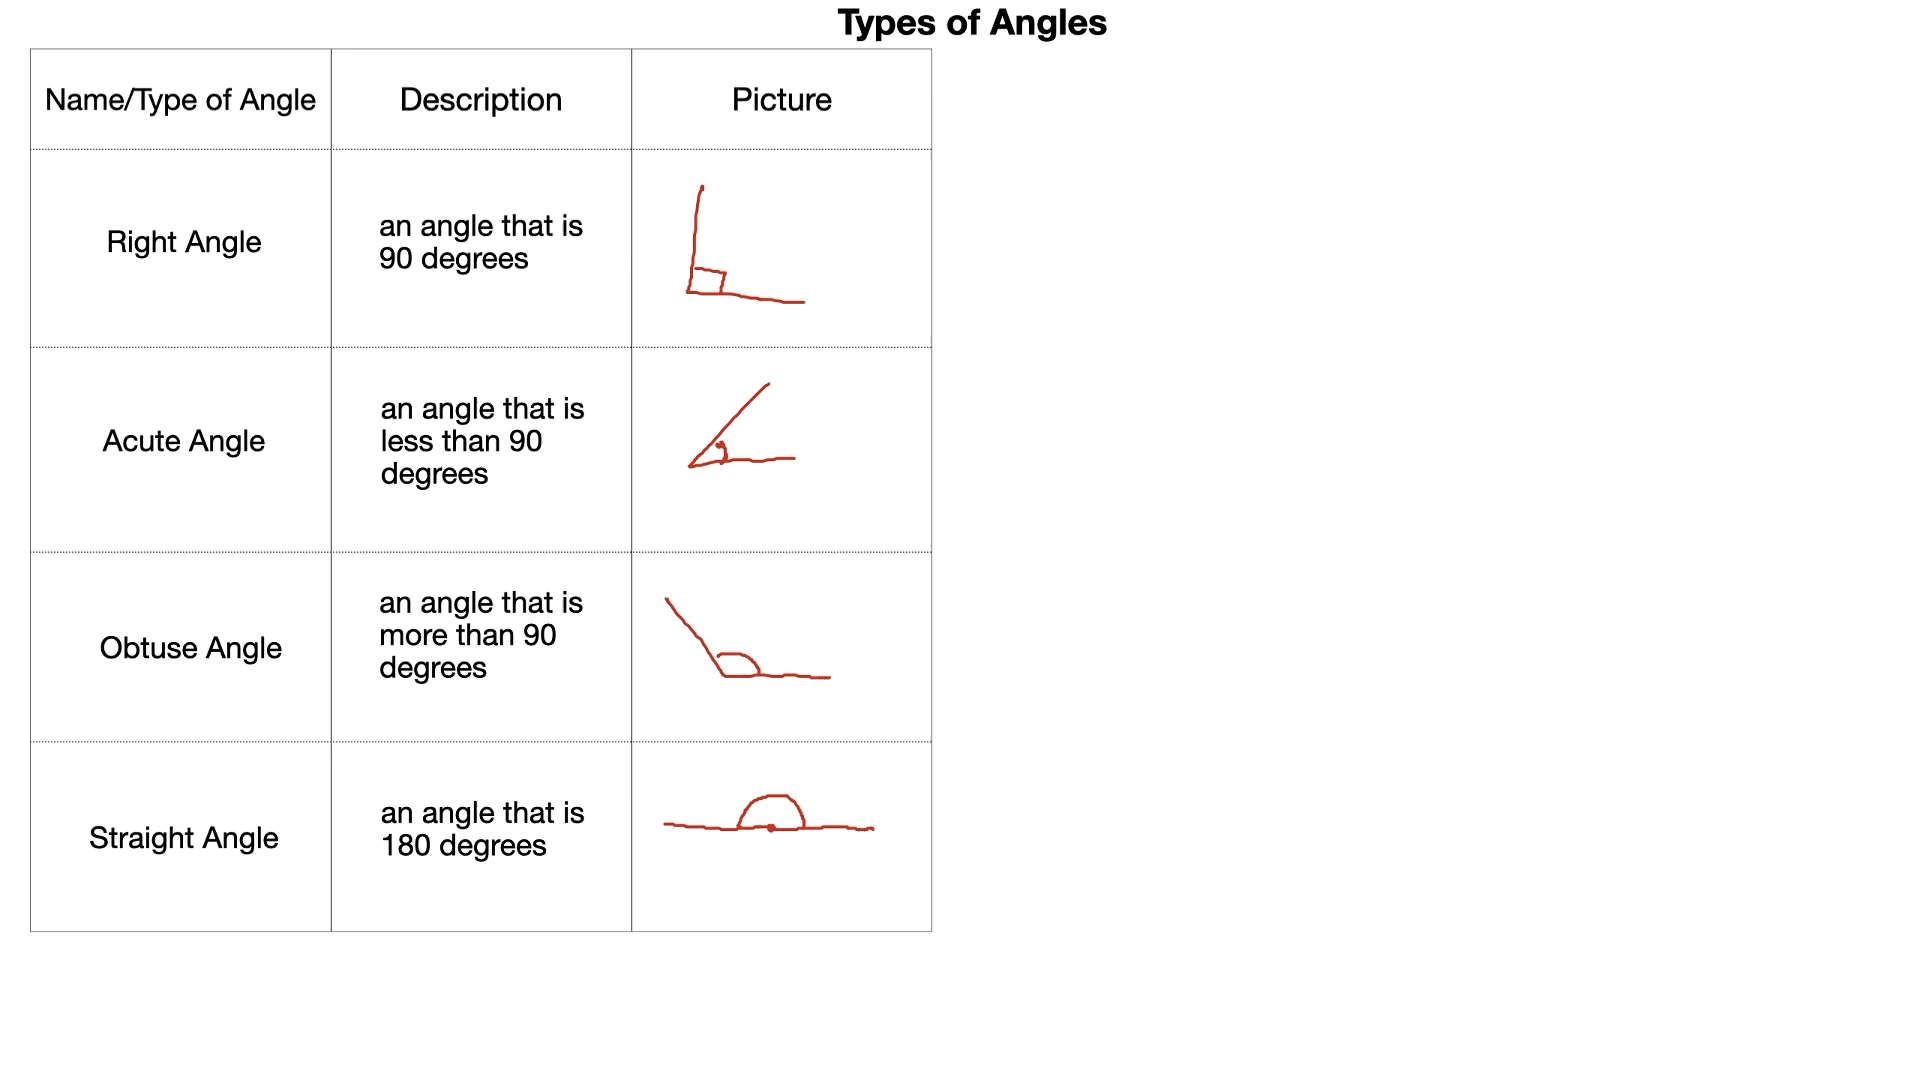 Types of Angles
Name/Type of Angle
Description
Picture
Right Angle
an angle that is
90 degrees
Acute Angle
an angle that is
less than 90
degrees
Obtuse Angle
an angle that is
more than 90
degrees
Straight Angle
an angle that is
180 degrees